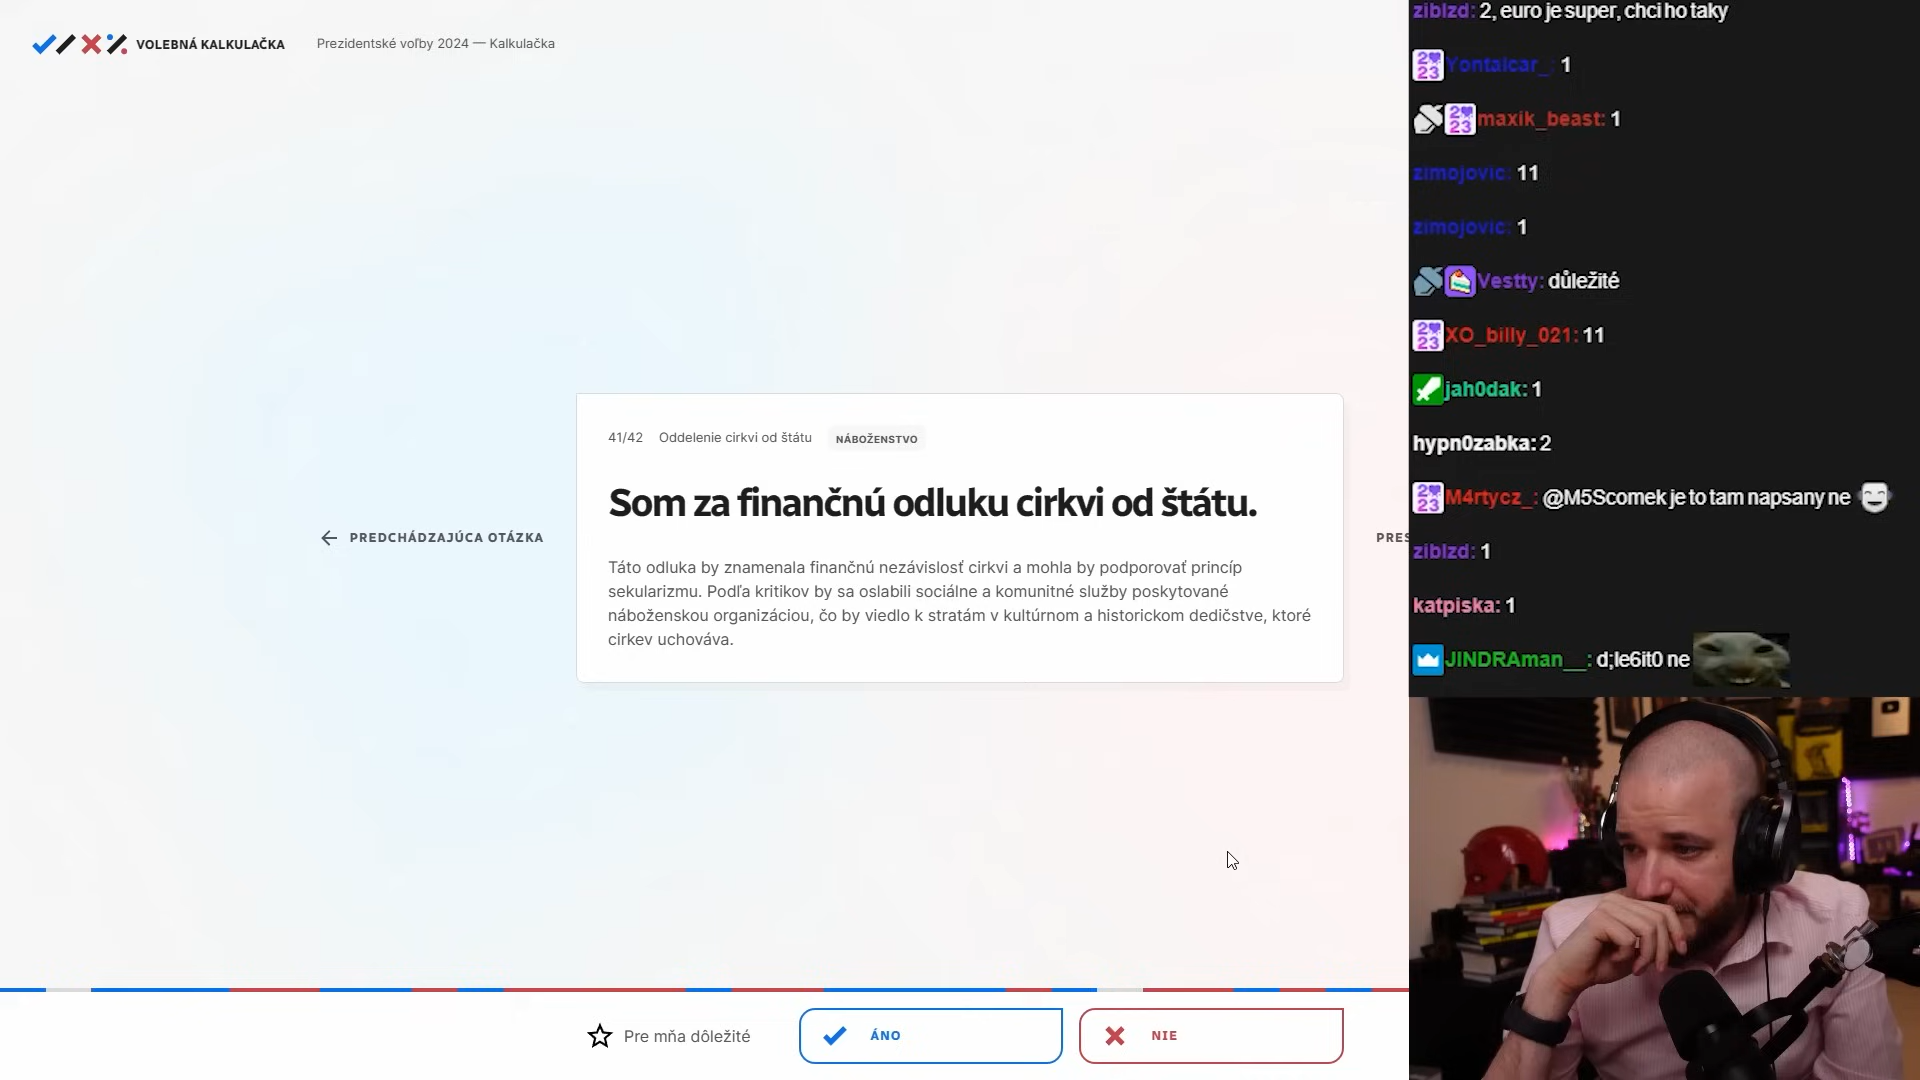 VOLEBNÁ KALKULAČKA
Prezidentské voľby 2024 — Kalkulačka
41/42 Oddelenie cirkvi od štátu NÁBOŽENSTVO
Som za finančnú odluku cirkvi od štátu.
Táto odluka by znamenala finančnú nezávislosť cirkvi a mohla by podporovať princíp
sekularizmu. Podľa kritikov by sa oslabili sociálne a komunitné služby poskytované
náboženskou organizáciou, čo by viedlo k stratám v kultúrnom a historickom dedičstve, ktoré
cirkev uchováva.
PREDCHÁDZAJÚCA OTÁZKA
PRES
Pre mňa dôležité
ÁNO
NIE
ziblzd: 2, euro je super, chci ho taky
Yontalcar_: 1
maxik_beast: 1
zimojovic: 11
zimojovic: 1
Vestty: důležité
XO_billy_021: 11
jah0dak: 1
hypn0zabka: 2
M4rtycz_: @M5Scomek je to tam napsany ne
ziblzd: 1
katpiska: 1
JINDRAman__: d;le6it0 ne